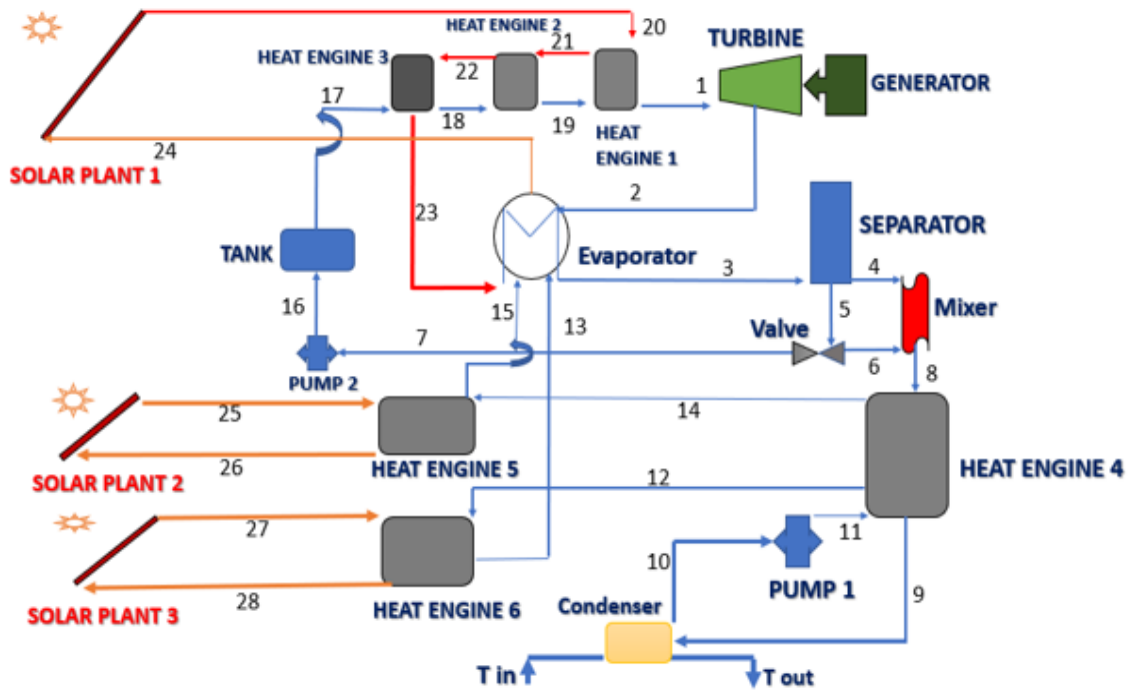 HEAT ENGINE 2
20
21
TURBINE
HEAT ENGINE 3
22
1
GENERATOR
17
18
19
HEAT
ENGINE 1
24
SOLAR PLANT 1
23
2
SEPARATOR
TANK
Evaporator
3
4
16
15
13
5
Mixer
Valve
7
6
8
PUMP 2
25
14
HEAT ENGINE 5
26
HEAT ENGINE 4
SOLAR PLANT 2
12
27
11
10
PUMP 1
28
HEAT ENGINE 6
9
SOLAR PLANT 3
Condenser
T in
T out